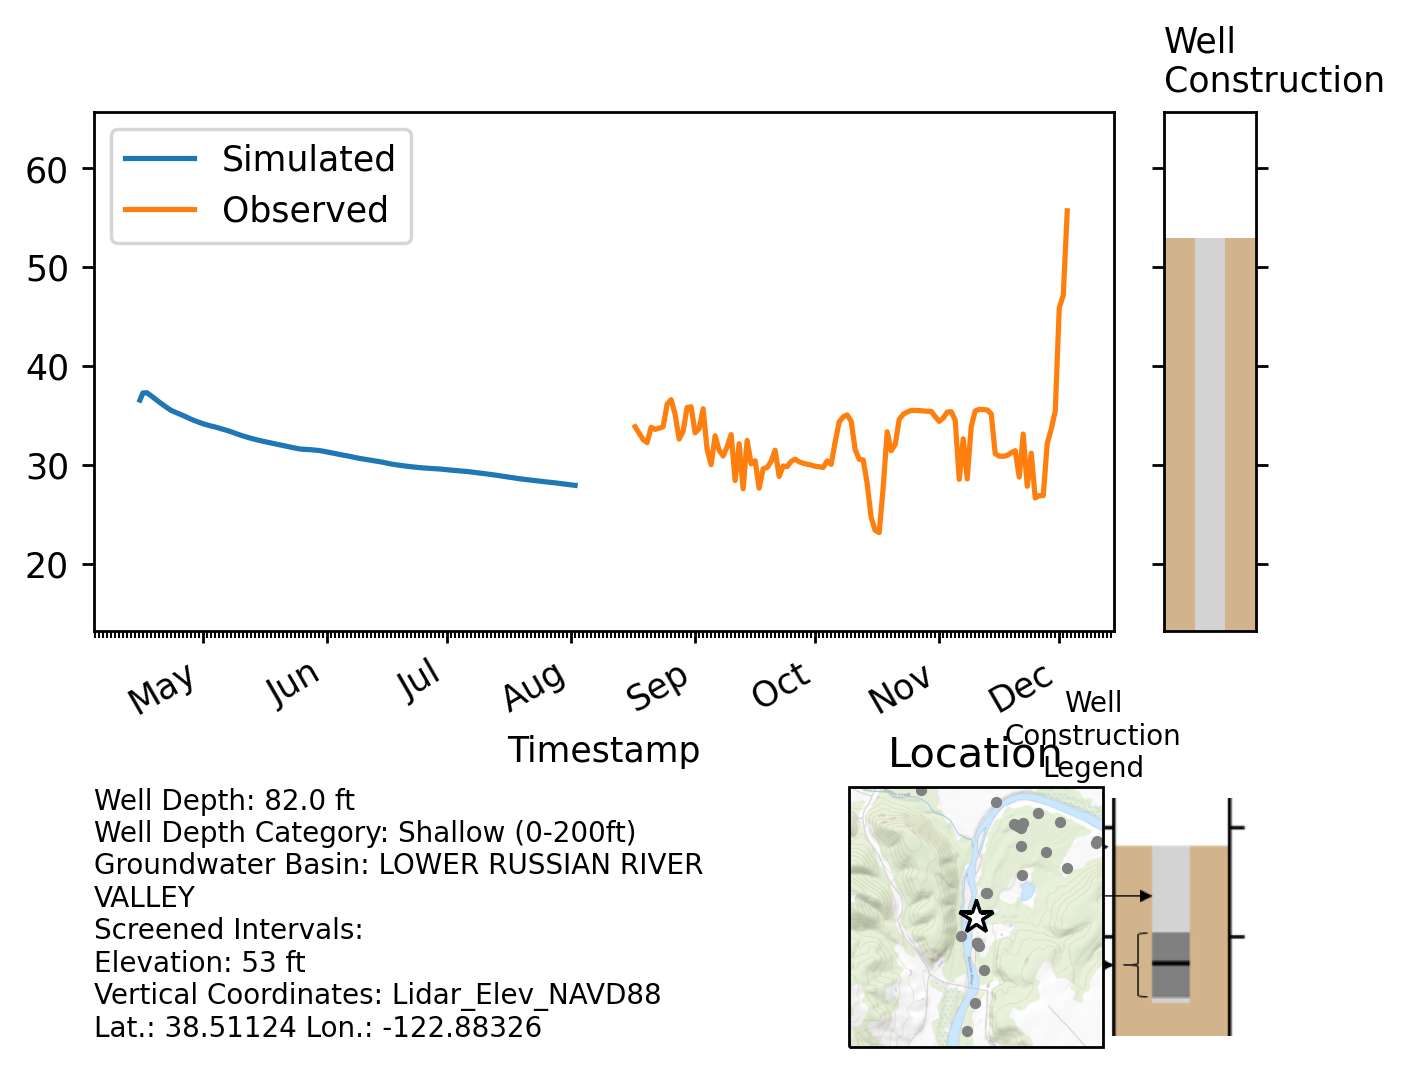 Well
Construction
Simulated
Observed
60
50
40
30
20
May
Jun
Jul
Aug
Sep
Oct
Nov
Dec
Timestamp
Location
Well
Construction
Legend
Well Depth: 82.0 ft
Well Depth Category: Shallow (0-200ft)
Groundwater Basin: LOWER RUSSIAN RIVER
VALLEY
Screened Intervals:
Elevation: 53 ft
Vertical Coordinates: Lidar_Elev_NAVD88
Lat.: 38.51124 Lon.: -122.88326